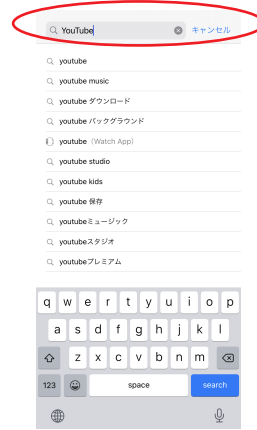 YouTube キャンセル
youtube
youtube music
youtube ダウンロード
youtube バックグラウンド
youtube (Watch App)
youtube studio
youtube kids
youtube 保存
youtubeミュージック
youtubeスタジオ
youtubeプレミアム
q w e r t y u i o p
a s d f g h j k l
z x c v b n m
123 space search